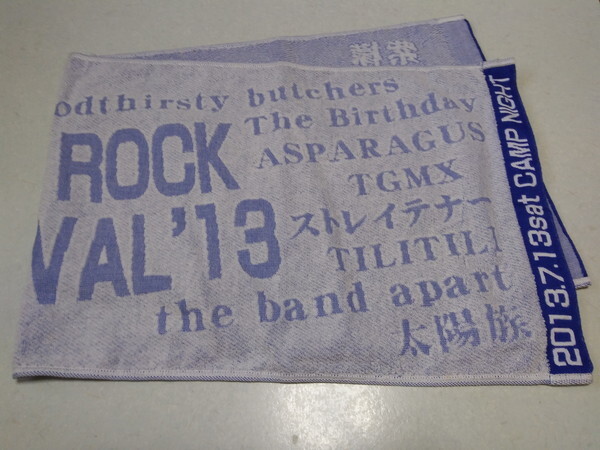 odthirsty butchers
The Birthday
ROCK
ASPARAGUS
TGMX
VAL'13
ストレイテナー
TILITILI
the band apart
太陽族
2013.7.13sat CAMP NIGHT